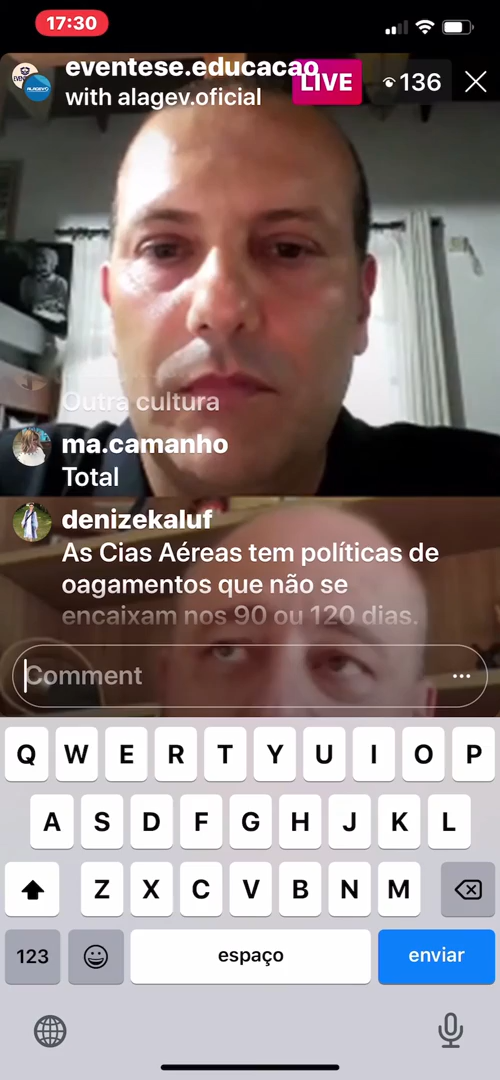 17:30
eventese.educacao
with alagev.oficial
LIVE
136
Outra cultura
ma.camanho
Total
denizekaluf
As Cias Aéreas tem políticas de
oagamentos que não se
encaixam nos 90 ou 120 dias.
Comment
Q W E R T Y U I O P
A S D F G H J K L
Z X C V B N M
123
espaço
enviar